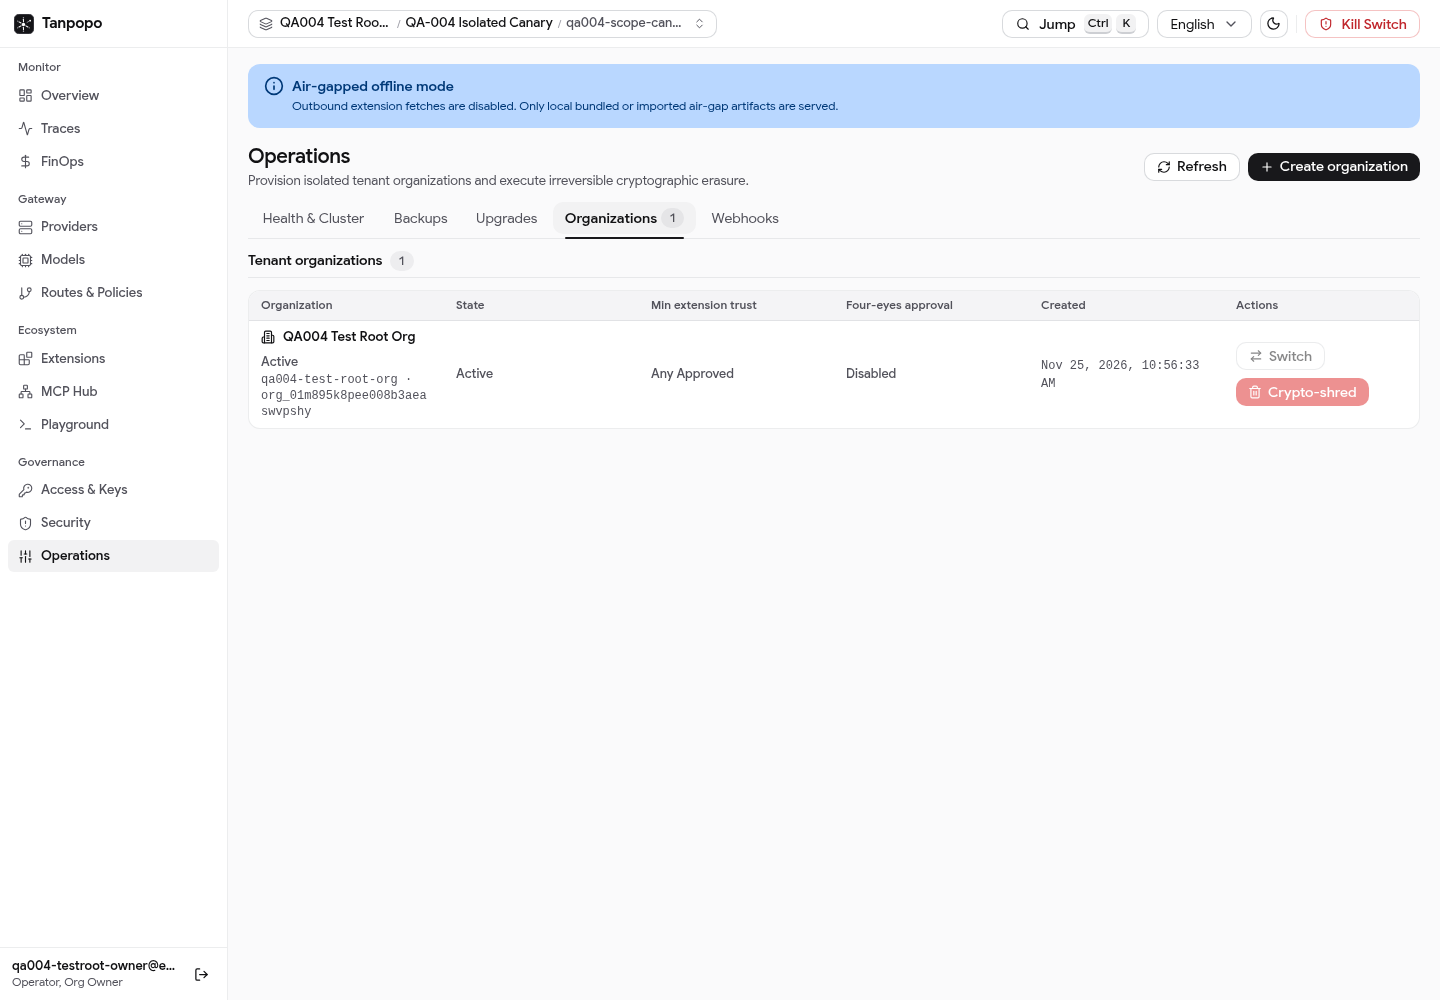 Tanpopo
QA004 Test Roo... / QA-004 Isolated Canary / qa004-scope-can...
Jump Ctrl K
English
Kill Switch
Monitor
Overview
Traces
FinOps
Gateway
Providers
Models
Routes & Policies
Ecosystem
Extensions
MCP Hub
Playground
Governance
Access & Keys
Security
Operations
qa004-testroot-owner@e...
Operator, Org Owner
Air-gapped offline mode
Outbound extension fetches are disabled. Only local bundled or imported air-gap artifacts are served.
Operations
Provision isolated tenant organizations and execute irreversible cryptographic erasure.
Refresh
Create organization
Health & Cluster Backups Upgrades Organizations 1 Webhooks
Tenant organizations 1
Organization State Min extension trust Four-eyes approval Created Actions
QA004 Test Root Org
Active
qa004-test-root-org ·
org_01m895k8pee008b3aea
swvpshy
Active
Any Approved
Disabled
Nov 25, 2026, 10:56:33
AM
Switch
Crypto-shred